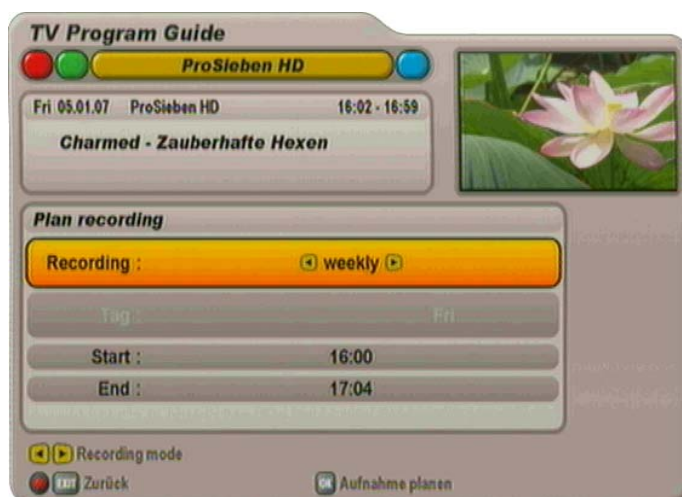 TV Program Guide
ProSieben HD
Fri 05.01.07 ProSieben HD 16:02 - 16:59
Charmed - Zauberhafte Hexen
Plan recording
Recording : weekly
Tag : Fri
Start : 16:00
End : 17:04
Recording mode
EXIT Zurück OK Aufnahme planen